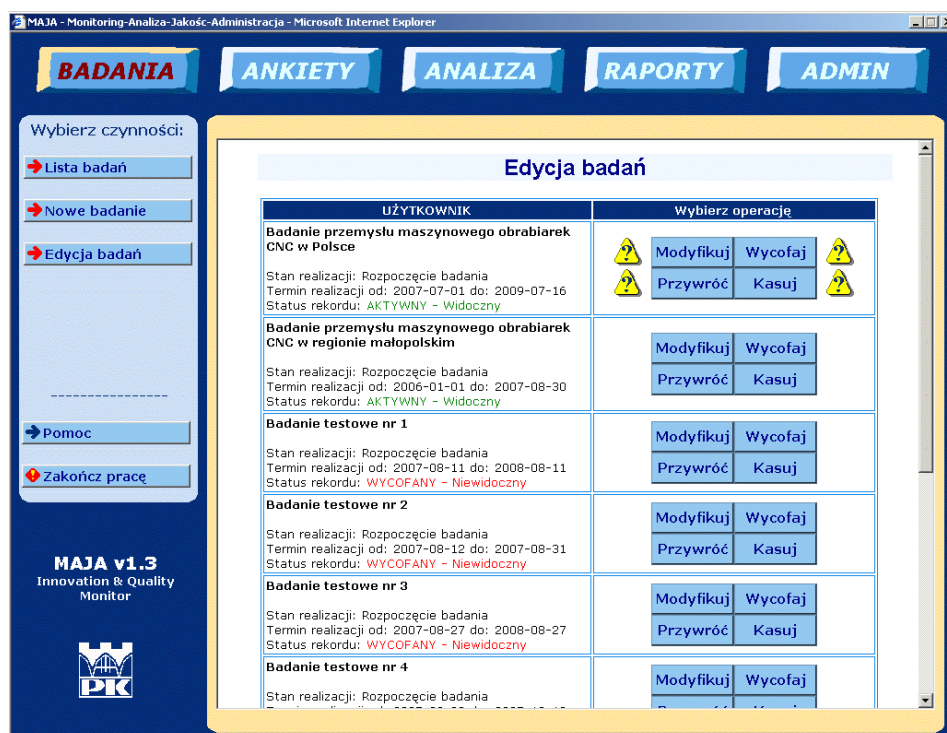 MAJA - Monitoring-Analiza-Jakość-Administracja - Microsoft Internet Explorer
BADANIA
ANKIETY
ANALIZA
RAPORTY
ADMIN
Wybierz czynności:
Lista badań
Nowe badanie
Edycja badań
----------------
Pomoc
Zakończ pracę
MAJA v1.3
Innovation & Quality
Monitor
PK
Edycja badań
UŻYTKOWNIK
Wybierz operację
Badanie przemysłu maszynowego obrabiarek
CNC w Polsce
Stan realizacji: Rozpoczęcie badania
Termin realizacji od: 2007-07-01 do: 2009-07-16
Status rekordu: AKTYWNY - Widoczny
? Modyfikuj Wycofaj ?
? Przywróć Kasuj ?
Badanie przemysłu maszynowego obrabiarek
CNC w regionie małopolskim
Stan realizacji: Rozpoczęcie badania
Termin realizacji od: 2006-01-01 do: 2007-08-30
Status rekordu: AKTYWNY - Widoczny
Modyfikuj Wycofaj
Przywróć Kasuj
Badanie testowe nr 1
Stan realizacji: Rozpoczęcie badania
Termin realizacji od: 2007-08-11 do: 2008-08-11
Status rekordu: WYCOFANY - Niewidoczny
Modyfikuj Wycofaj
Przywróć Kasuj
Badanie testowe nr 2
Stan realizacji: Rozpoczęcie badania
Termin realizacji od: 2007-08-12 do: 2007-08-31
Status rekordu: WYCOFANY - Niewidoczny
Modyfikuj Wycofaj
Przywróć Kasuj
Badanie testowe nr 3
Stan realizacji: Rozpoczęcie badania
Termin realizacji od: 2007-08-27 do: 2008-08-27
Status rekordu: WYCOFANY - Niewidoczny
Modyfikuj Wycofaj
Przywróć Kasuj
Badanie testowe nr 4
Stan realizacji: Rozpoczęcie badania
Modyfikuj Wycofaj